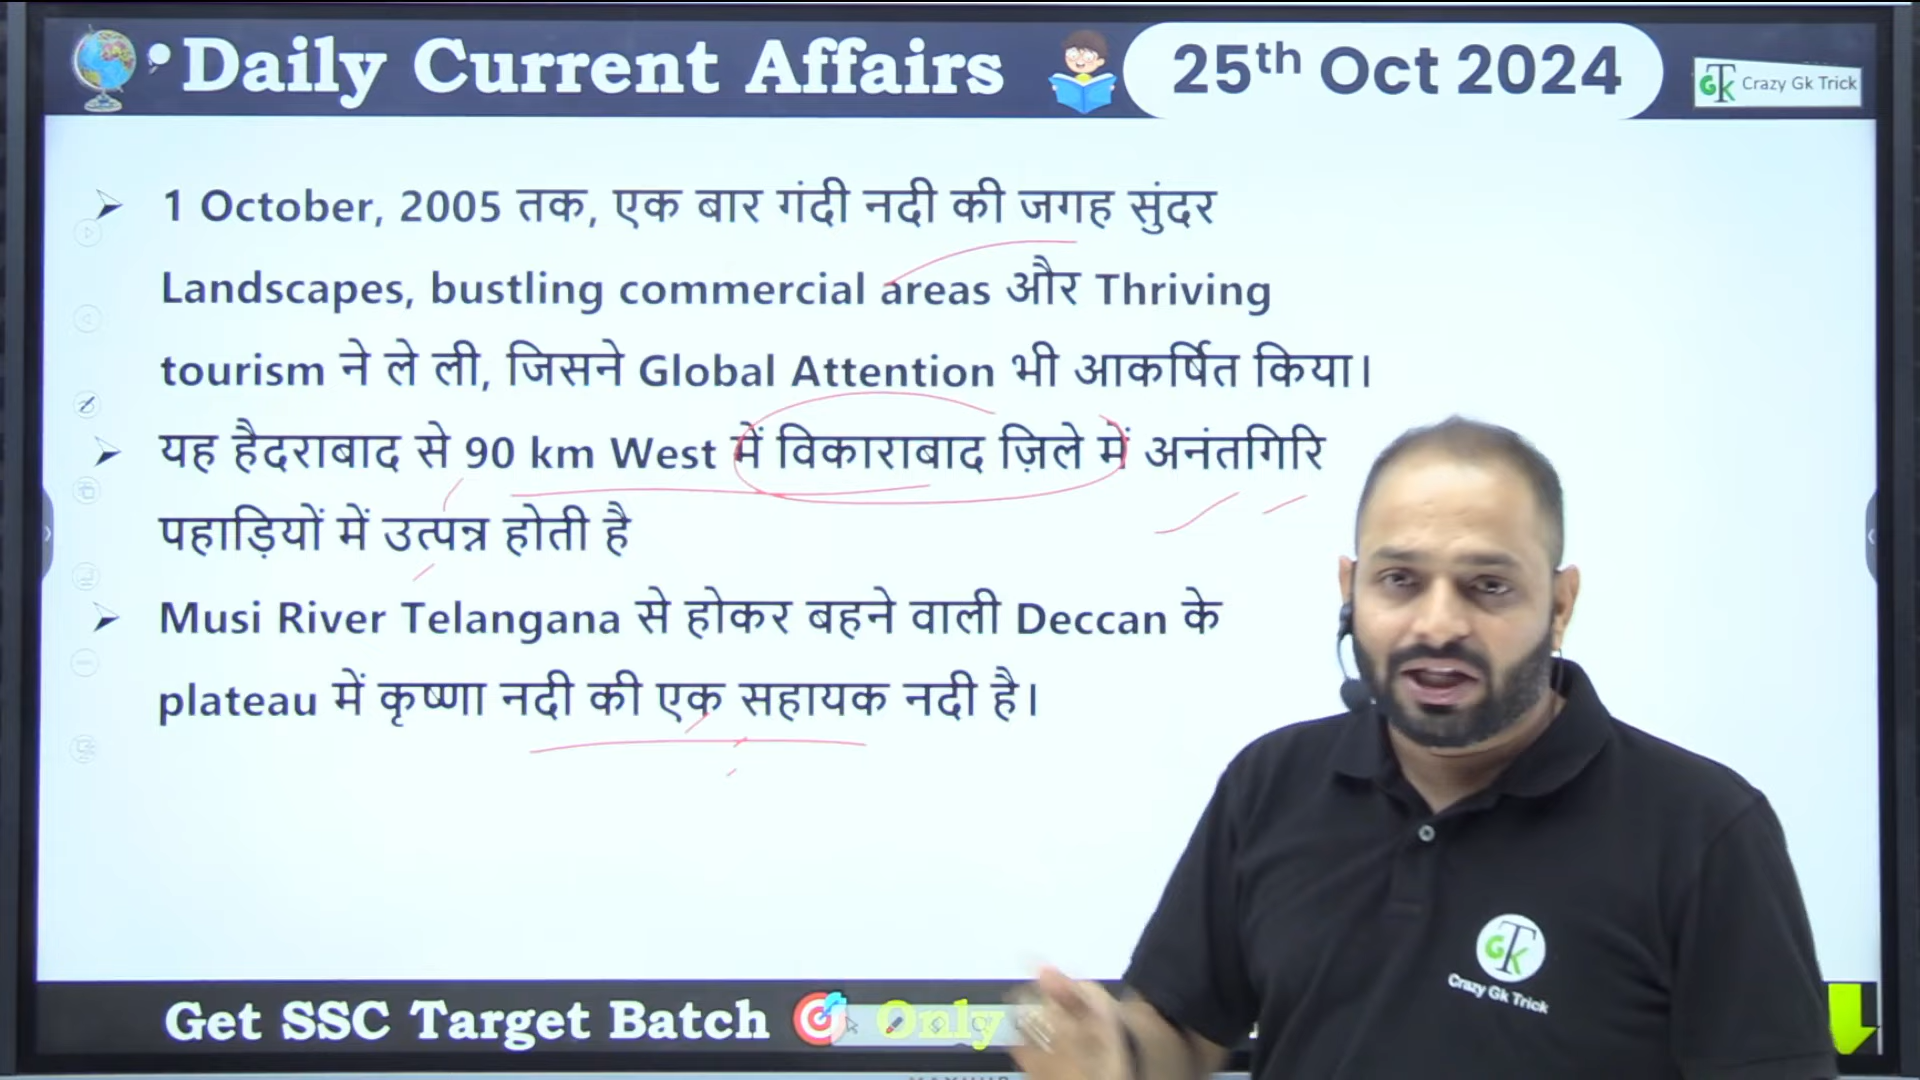 Daily Current Affairs
25th Oct 2024
Crazy Gk Trick
1 October, 2005 तक, एक बार गंदी नदी की जगह सुंदर
Landscapes, bustling commercial areas और Thriving
tourism ने ले ली, जिसने Global Attention भी आकर्षित किया।
यह हैदराबाद से 90 km West में विकाराबाद ज़िले में अनंतगिरि
पहाड़ियों में उत्पन्न होती है
Musi River Telangana से होकर बहने वाली Deccan के
plateau में कृष्णा नदी की एक सहायक नदी है।
GTK
Crazy Gk Trick
Get SSC Target Batch Only